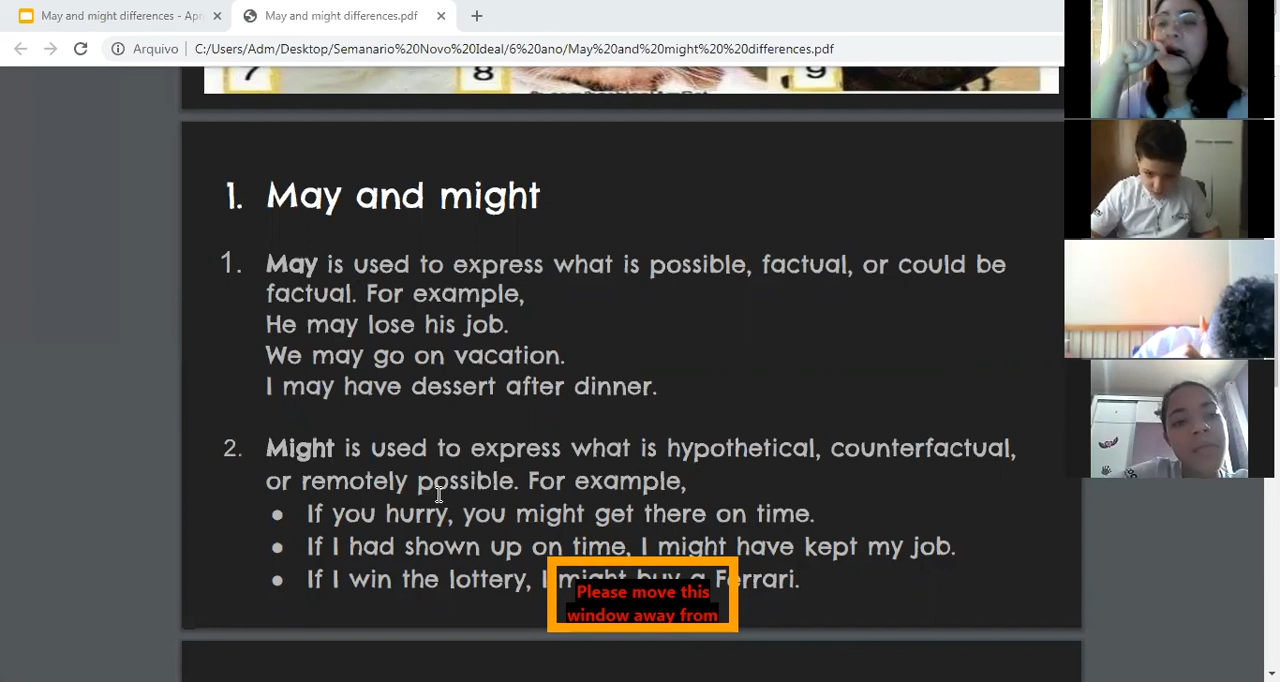 May and might differences - Apr
May and might differences.pdf
Arquivo
C:/Users/Adm/Desktop/Semanario%20Novo%20Ideal/6%20ano/May%20and%20might%20%20differences.pdf
7 8 9
1. May and might
1. May is used to express what is possible, factual, or could be
factual. For example,
He may lose his job.
We may go on vacation.
I may have dessert after dinner.
2. Might is used to express what is hypothetical, counterfactual,
or remotely possible. For example,
● If you hurry, you might get there on time.
● If I had shown up on time, I might have kept my job.
● If I win the lottery, I might buy a Ferrari.
Please move this
window away from